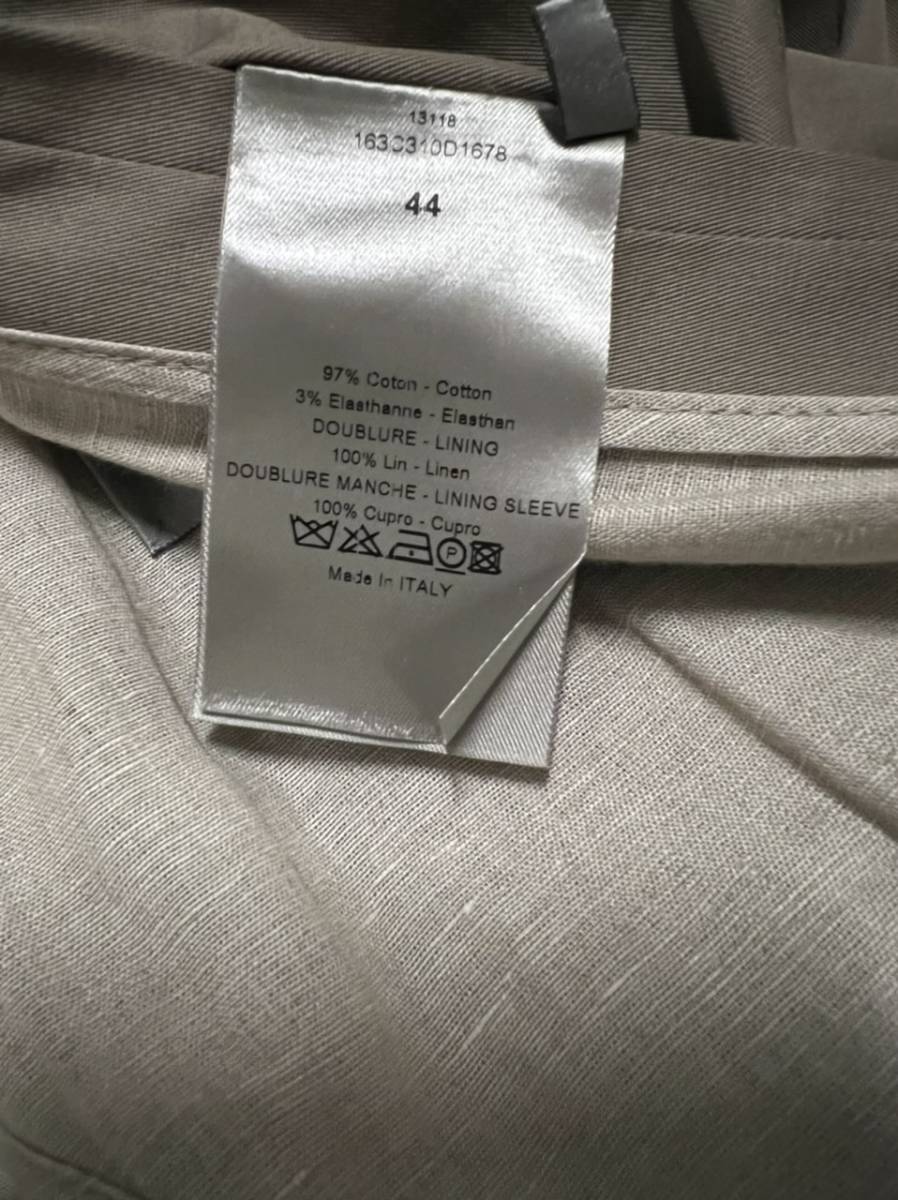 13118
163C310D1678
44
97% Coton - Cotton
3% Elasthanne - Elasthan
DOUBLURE - LINING
100% Lin - Linen
DOUBLURE MANCHE - LINING SLEEVE
100% Cupro - Cupro
P
Made In ITALY